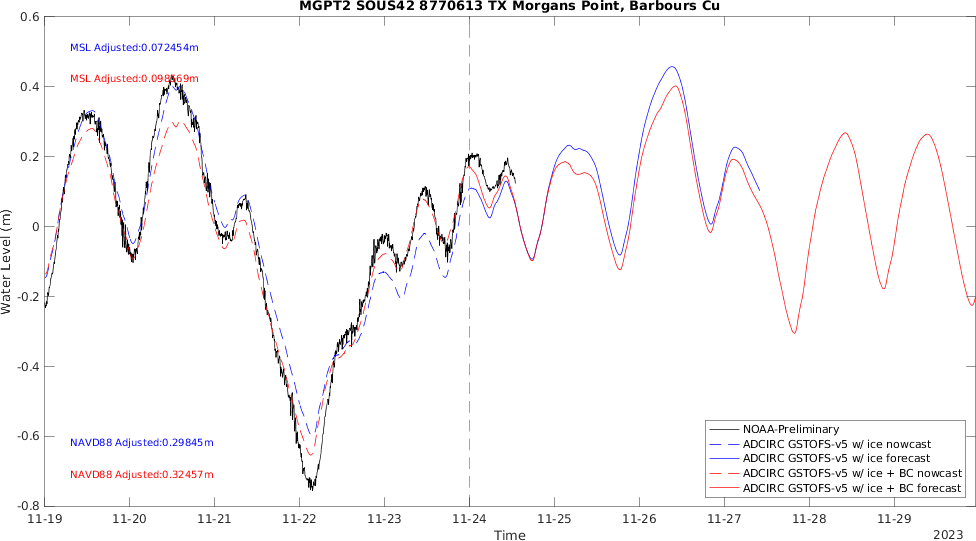 MGPT2 SOUS42 8770613 TX Morgans Point, Barbours Cu
0.6
MSL Adjusted:0.072454m
MSL Adjusted:0.098569m
0.4
0.2
0
-0.2
-0.4
-0.6
-0.8
Water Level (m)
NAVD88 Adjusted:0.29845m
NAVD88 Adjusted:0.32457m
NOAA-Preliminary
ADCIRC GSTOFS-v5 w/ ice nowcast
ADCIRC GSTOFS-v5 w/ ice forecast
ADCIRC GSTOFS-v5 w/ ice + BC nowcast
ADCIRC GSTOFS-v5 w/ ice + BC forecast
11-19 11-20 11-21 11-22 11-23 11-24 11-25 11-26 11-27 11-28 11-29
Time
2023